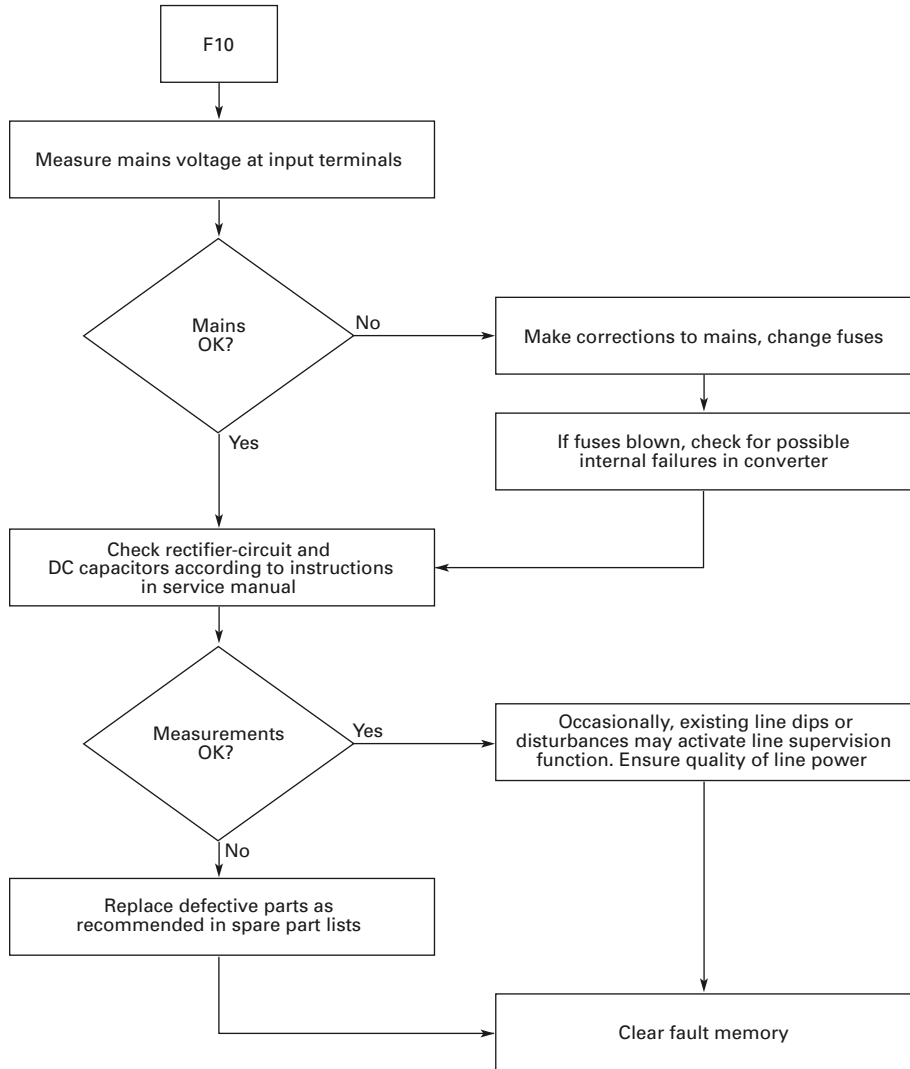 F10
Measure mains voltage at input terminals
Mains
OK?
No
Make corrections to mains, change fuses
If fuses blown, check for possible
internal failures in converter
Yes
Check rectifier-circuit and
DC capacitors according to instructions
in service manual
Measurements
OK?
Yes
Occasionally, existing line dips or
disturbances may activate line supervision
function. Ensure quality of line power
No
Replace defective parts as
recommended in spare part lists
Clear fault memory